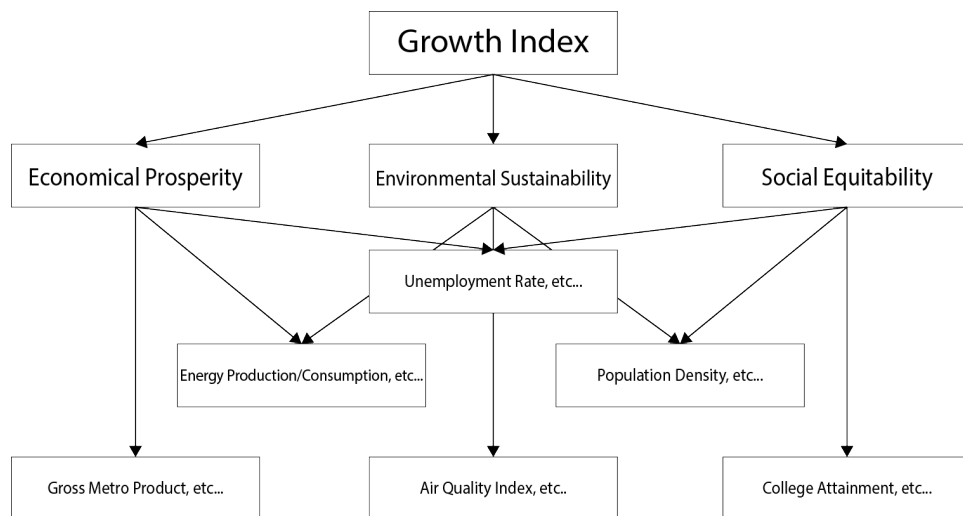 Growth Index
Economical Prosperity
Environmental Sustainability
Social Equitability
Unemployment Rate, etc...
Energy Production/Consumption, etc...
Population Density, etc...
Gross Metro Product, etc...
Air Quality Index, etc..
College Attainment, etc...